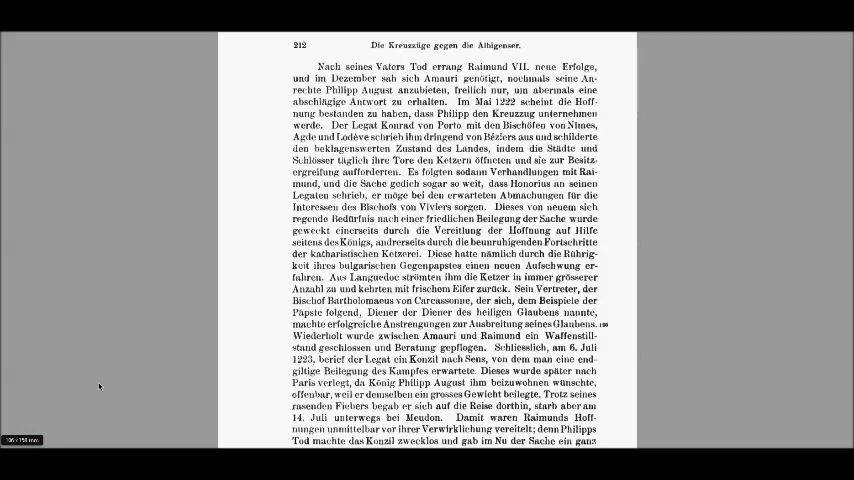 212 Die Kreuzzüge gegen die Albigenser.
Nach seines Vaters Tod errang Raimund VII. neue Erfolge,
und im Dezember sah sich Amauri genötigt, nochmals seine An-
rechte Philipp August anzubieten, freilich nur, um abermals eine
abschlägige Antwort zu erhalten. Im Mai 1222 scheint die Hoff-
nung bestanden zu haben, dass Philipp den Kreuzzug unternehmen
werde. Der Legat Konrad von Porto mit den Bischöfen von Nimes,
Agde und Lodève schrieb ihm dringend von Béziers aus und schilderte
den beklagenswerten Zustand des Landes, indem die Städte und
Schlösser täglich ihre Tore den Ketzern öffneten und sie zur Besitz-
ergreifung aufforderten. Es folgten sodann Verhandlungen mit Rai-
mund, und die Sache gedieh sogar so weit, dass Honorius an seinen
Legaten schrieb, er möge bei den erwarteten Abmachungen für die
Interessen des Bischofs von Viviers sorgen. Dieses von neuem sich
regende Bedürfnis nach einer friedlichen Beilegung der Sache wurde
geweckt einerseits durch die Vereitlung der Hoffnung auf Hilfe
seitens des Königs, andrerseits durch die beunruhigenden Fortschritte
der katharistischen Ketzerei. Diese hatte nämlich durch die Rührig-
keit ihres bulgarischen Gegenpapstes einen neuen Aufschwung er-
fahren. Aus Languedoc strömten ihm die Ketzer in immer grösserer
Anzahl zu und kehrten mit frischem Eifer zurück. Sein Vertreter, der
Bischof Bartholomaeus von Carcassonne, der sich, dem Beispiele der
Päpste folgend, Diener der Diener des heiligen Glaubens nannte,
machte erfolgreiche Anstrengungen zur Ausbreitung seines Glaubens.
Wiederholt wurde zwischen Amauri und Raimund ein Waffenstill-
stand geschlossen und Beratung gepflogen. Schliesslich, am 6. Juli
1223, berief der Legat ein Konzil nach Sens, von dem man eine end-
giltige Beilegung des Kampfes erwartete. Dieses wurde später nach
Paris verlegt, da König Philipp August ihm beizuwohnen wünschte,
offenbar, weil er demselben ein grosses Gewicht beilegte. Trotz seines
rasenden Fiebers begab er sich auf die Reise dorthin, starb aber am
14. Juli unterwegs bei Meudon. Damit waren Raimunds Hoff-
nungen unmittelbar vor ihrer Verwirklichung vereitelt; denn Philipps
Tod machte das Konzil zwecklos und gab im Nu der Sache ein ganz